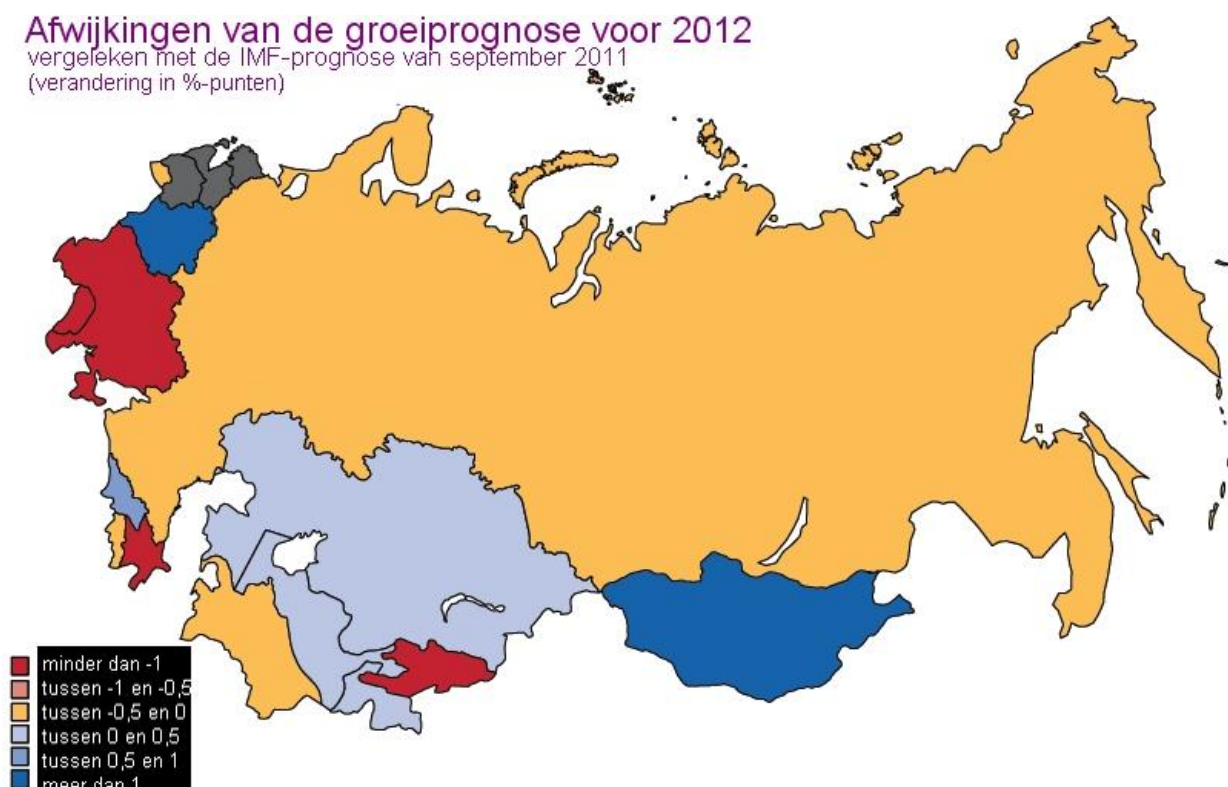 Afwijkingen van de groeiprognose voor 2012
vergeleken met de IMF-prognose van september 2011
(verandering in %-punten)
minder dan -1
tussen -1 en -0,5
tussen -0,5 en 0
tussen 0 en 0,5
tussen 0,5 en 1
meer dan 1